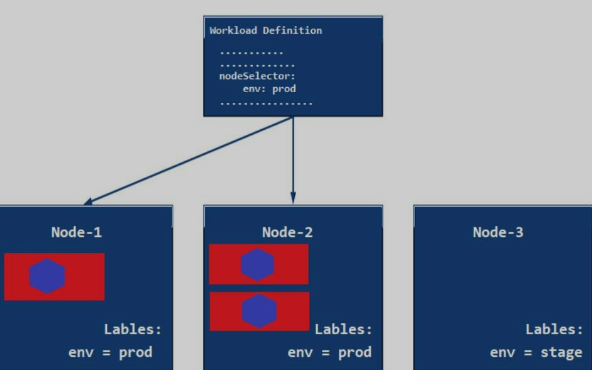 Workload Definition
...........
.............
nodeSelector:
env: prod
................
Node-1
Lables:
env = prod
Node-2
Lables:
env = prod
Node-3
Lables:
env = stage